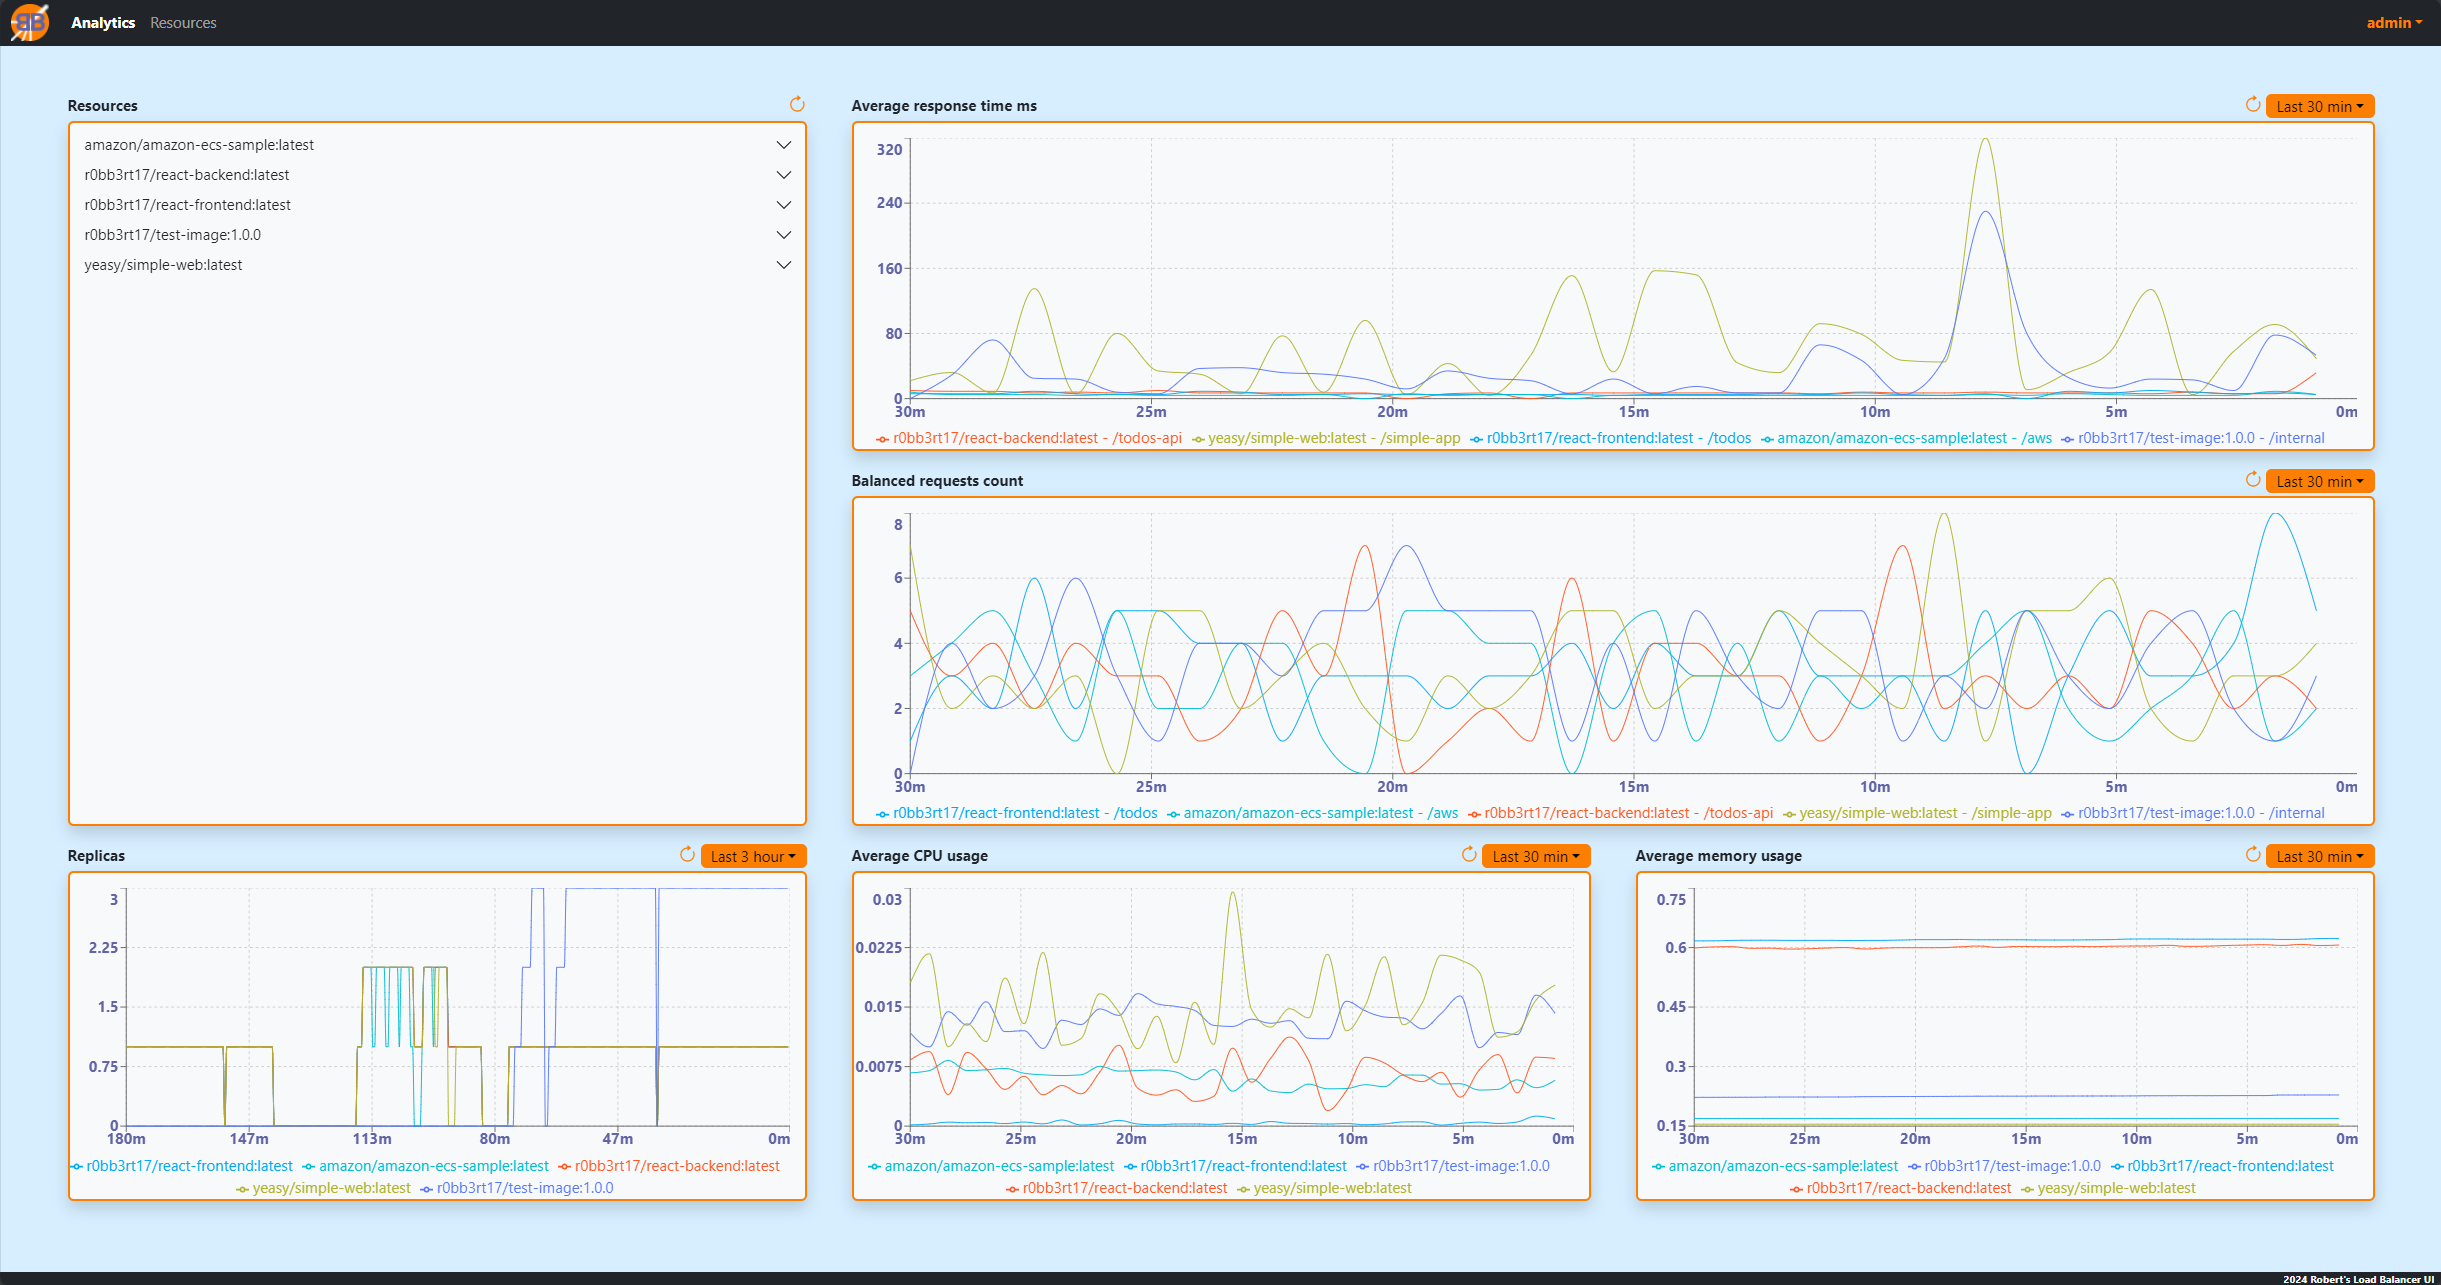 BB
Analytics Resources
admin
Resources
amazon/amazon-ecs-sample:latest
r0bb3rt17/react-backend:latest
r0bb3rt17/react-frontend:latest
r0bb3rt17/test-image:1.0.0
yeasy/simple-web:latest
Average response time ms
Last 30 min
320
240
160
80
0
30m 25m 20m 15m 10m 5m 0m
r0bb3rt17/react-backend:latest - /todos-api yeasy/simple-web:latest - /simple-app r0bb3rt17/react-frontend:latest - /todos amazon/amazon-ecs-sample:latest - /aws r0bb3rt17/test-image:1.0.0 - /internal
Balanced requests count
Last 30 min
8
6
4
2
0
30m 25m 20m 15m 10m 5m 0m
r0bb3rt17/react-frontend:latest - /todos amazon/amazon-ecs-sample:latest - /aws r0bb3rt17/react-backend:latest - /todos-api yeasy/simple-web:latest - /simple-app r0bb3rt17/test-image:1.0.0 - /internal
Replicas
Last 3 hour
3
2.25
1.5
0.75
0
180m 147m 113m 80m 47m 0m
r0bb3rt17/react-frontend:latest amazon/amazon-ecs-sample:latest r0bb3rt17/react-backend:latest
yeasy/simple-web:latest r0bb3rt17/test-image:1.0.0
Average CPU usage
Last 30 min
0.03
0.0225
0.015
0.0075
0
30m 25m 20m 15m 10m 5m 0m
amazon/amazon-ecs-sample:latest r0bb3rt17/react-frontend:latest r0bb3rt17/test-image:1.0.0
r0bb3rt17/react-backend:latest yeasy/simple-web:latest
Average memory usage
Last 30 min
0.75
0.6
0.45
0.3
0.15
30m 25m 20m 15m 10m 5m 0m
amazon/amazon-ecs-sample:latest r0bb3rt17/test-image:1.0.0 r0bb3rt17/react-frontend:latest
r0bb3rt17/react-backend:latest yeasy/simple-web:latest
2024 Robert's Load Balancer UI